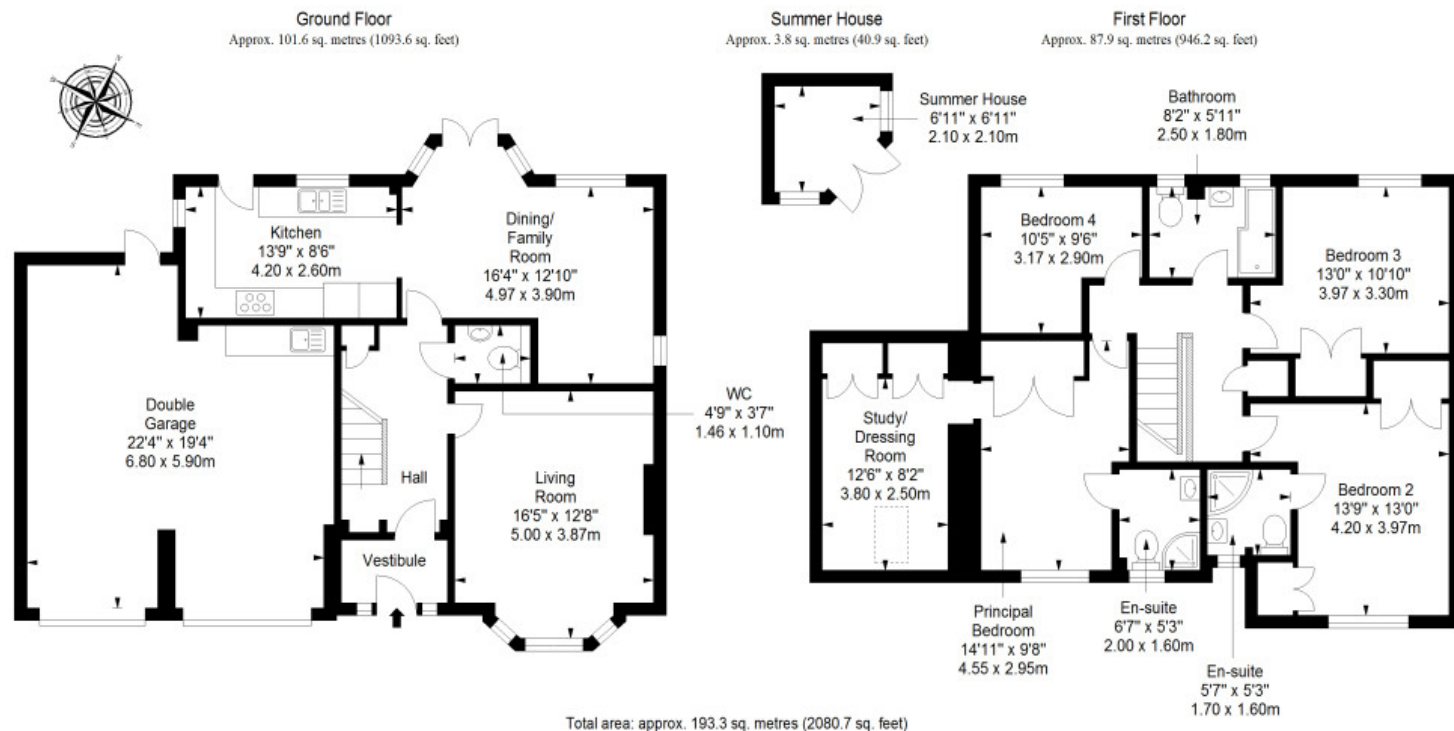 Ground Floor
Approx. 101.6 sq. metres (1093.6 sq. feet)
Summer House
Approx. 3.8 sq. metres (40.9 sq. feet)
First Floor
Approx. 87.9 sq. metres (946.2 sq. feet)
Summer House
6'11" x 6'11"
2.10 x 2.10m
Bathroom
8'2" x 5'11"
2.50 x 1.80m
Kitchen
13'9" x 8'6"
4.20 x 2.60m
Dining/
Family
Room
16'4" x 12'10"
4.97 x 3.90m
Bedroom 4
10'5" x 9'6"
3.17 x 2.90m
Bedroom 3
13'0" x 10'10"
3.97 x 3.30m
WC
4'9" x 3'7"
1.46 x 1.10m
Double
Garage
22'4" x 19'4"
6.80 x 5.90m
Study/
Dressing
Room
12'6" x 8'2"
3.80 x 2.50m
Hall
Living
Room
16'5" x 12'8"
5.00 x 3.87m
Bedroom 2
13'9" x 13'0"
4.20 x 3.97m
Vestibule
Principal
Bedroom
14'11" x 9'8"
4.55 x 2.95m
En-suite
6'7" x 5'3"
2.00 x 1.60m
En-suite
5'7" x 5'3"
1.70 x 1.60m
Total area: approx. 193.3 sq. metres (2080.7 sq. feet)